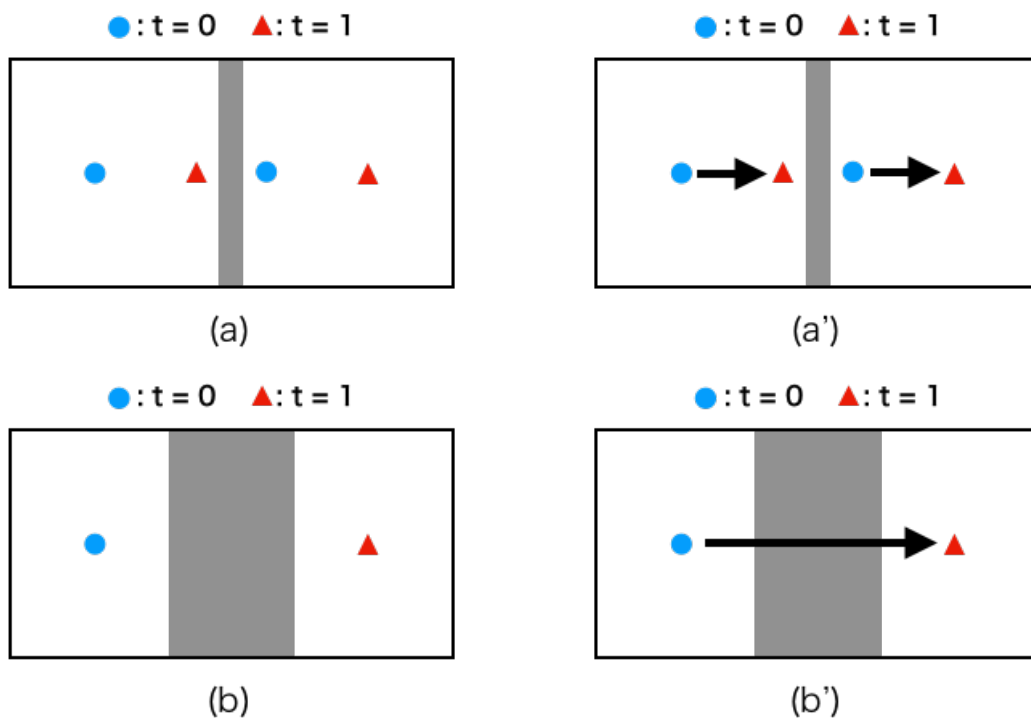 : t = 0 : t = 1
: t = 0 : t = 1
(a)
(a’)
: t = 0 : t = 1
: t = 0 : t = 1
(b)
(b’)